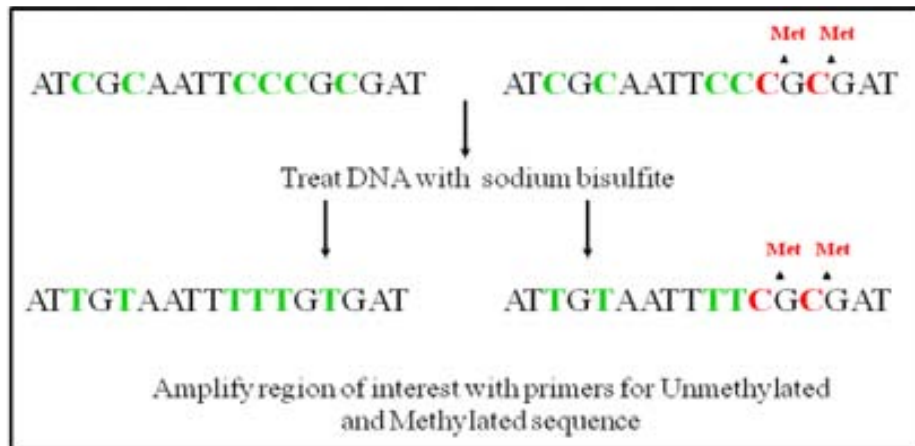 Met Met
ATCGCAATTCCCGCGAT ATCGCAATTCCCGCGAT
Treat DNA with sodium bisulfite
Met Met
ATTGTAATTTTTGTGAT ATTGTAATTTTCGCGAT
Amplify region of interest with primers for Unmethylated
and Methylated sequence